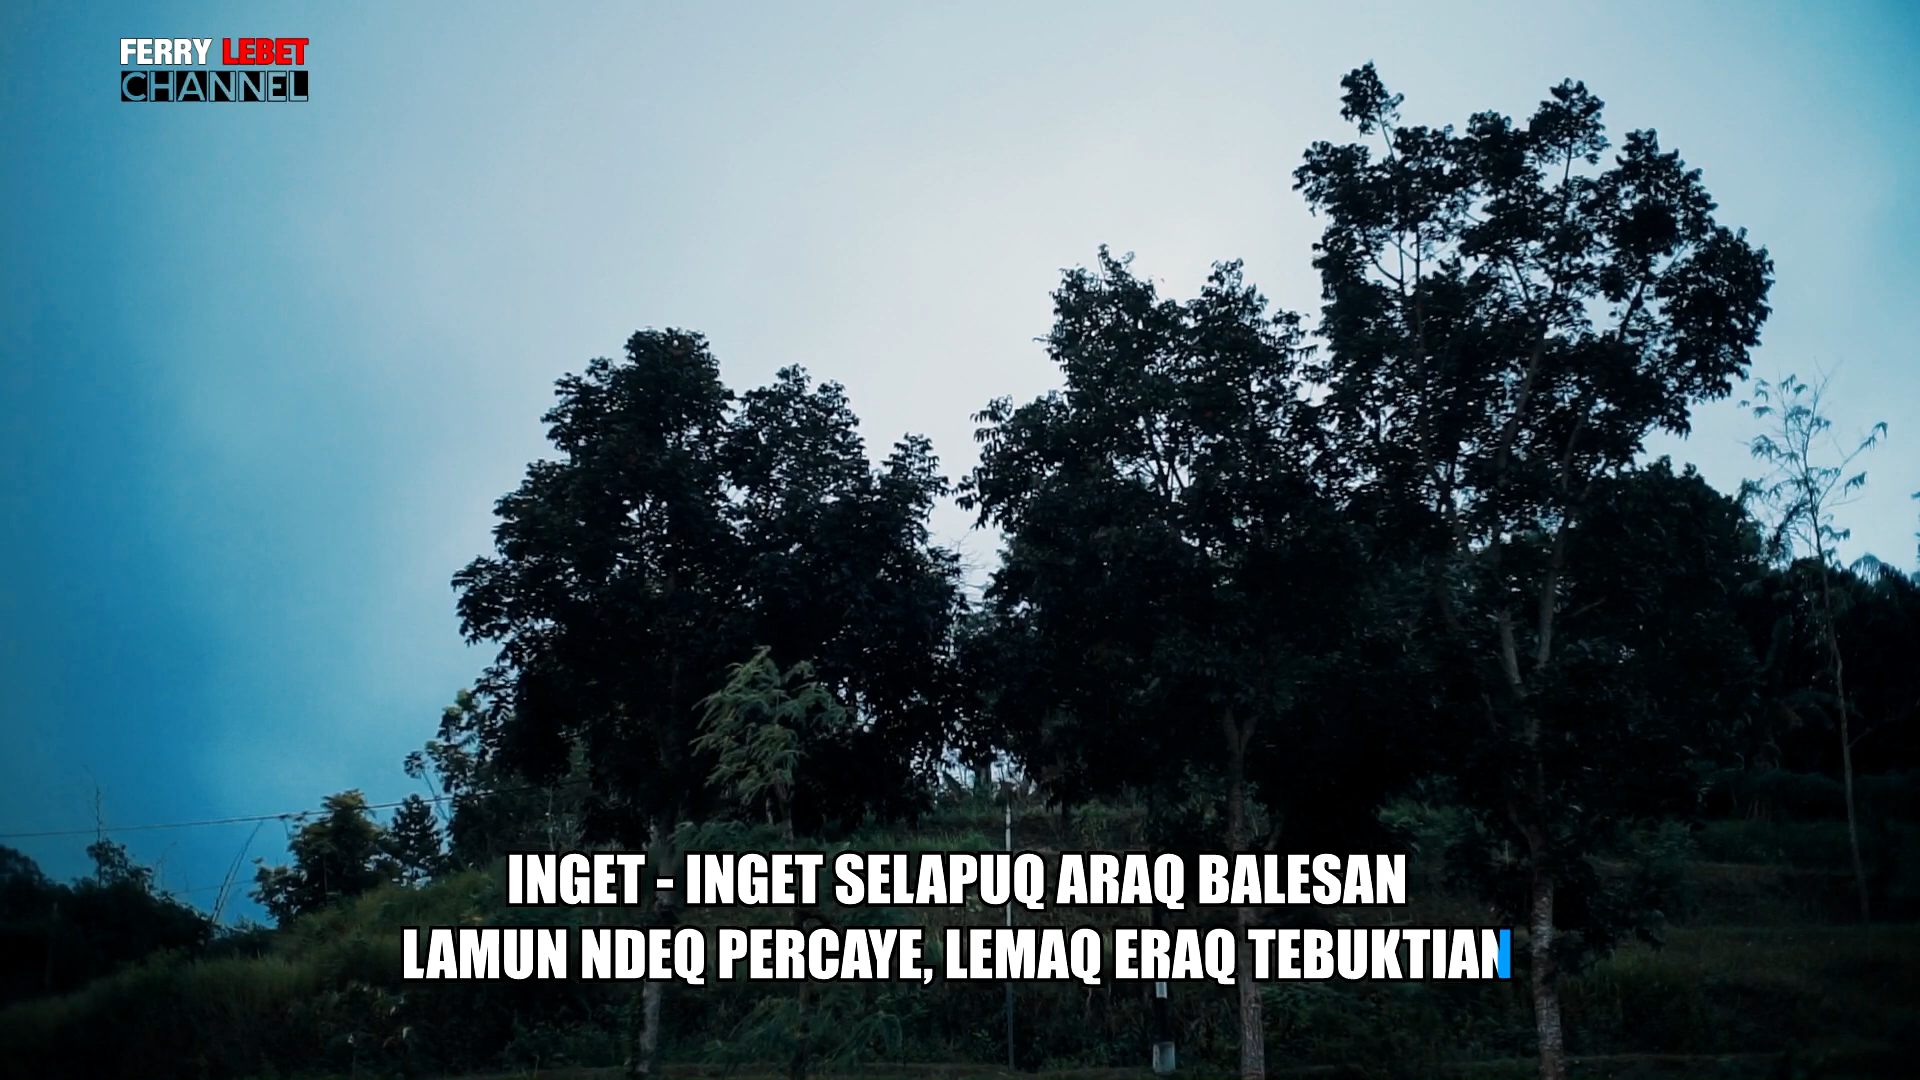 FERRY LEBET
CHANNEL
INGET - INGET SELAPUQ ARAQ BALESAN
LAMUN NDEQ PERCAYE, LEMAQ ERAQ TEBUKTIAN